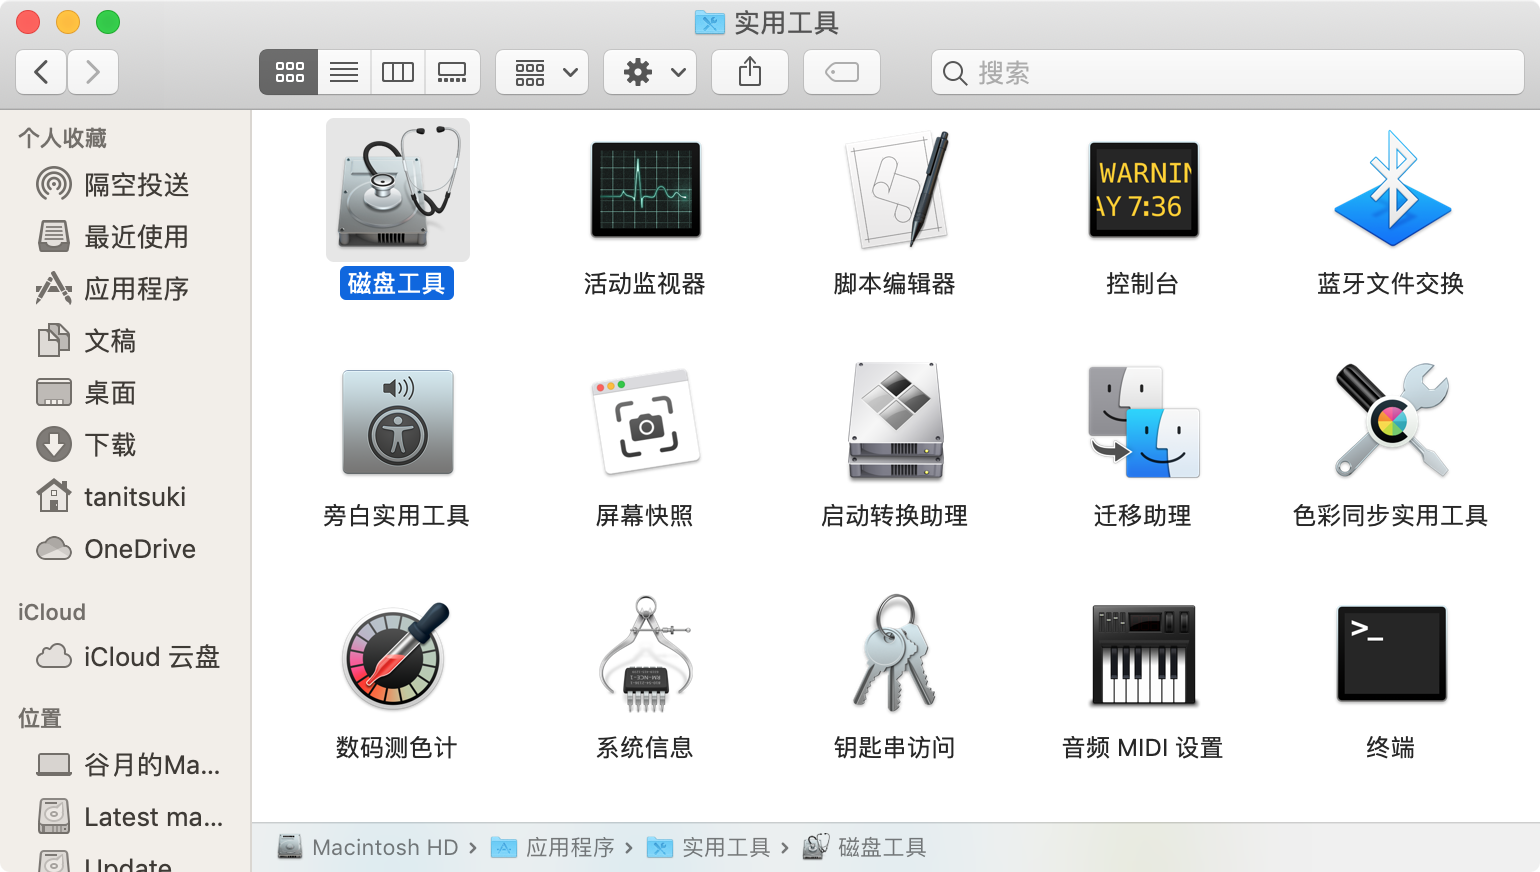 实用工具
搜索
个人收藏
隔空投送
最近使用
应用程序
文稿
桌面
下载
tanitsuki
OneDrive
iCloud
iCloud 云盘
位置
谷月的Ma...
Latest ma...
Update
磁盘工具
活动监视器
脚本编辑器
WARNIN
AY 7:36
控制台
蓝牙文件交换
旁白实用工具
屏幕快照
启动转换助理
迁移助理
色彩同步实用工具
数码测色计
系统信息
钥匙串访问
音频 MIDI 设置
>_
终端
Macintosh HD › 应用程序 › 实用工具 › 磁盘工具